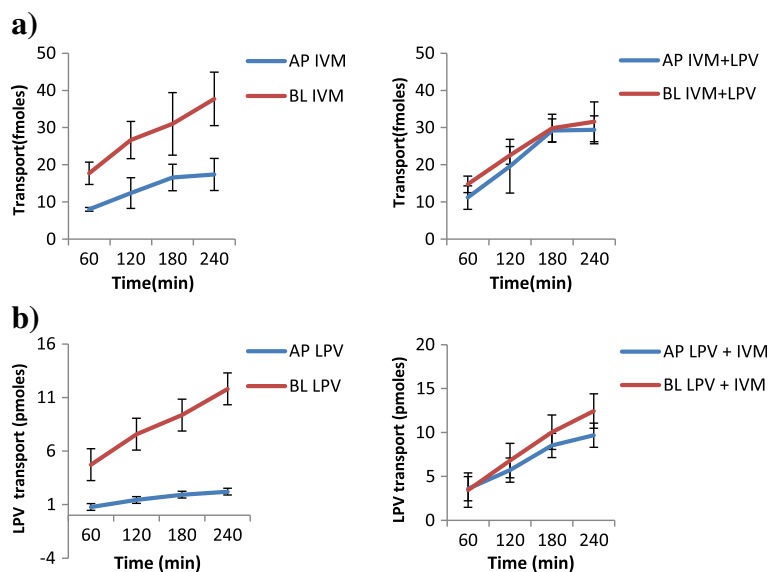 a)
50
40
30
20
10
0
Transport(fmoles)
60 120 180 240
Time(min)
AP IVM
BL IVM
50
40
30
20
10
0
Transport(fmoles)
60 120 180 240
Time(min)
AP IVM+LPV
BL IVM+LPV
b)
16
11
6
1
-4
LPV transport (pmoles)
60 120 180 240
Time (min)
AP LPV
BL LPV
20
15
10
5
0
LPV transport (pmoles)
60 120 180 240
Time (min)
AP LPV + IVM
BL LPV + IVM